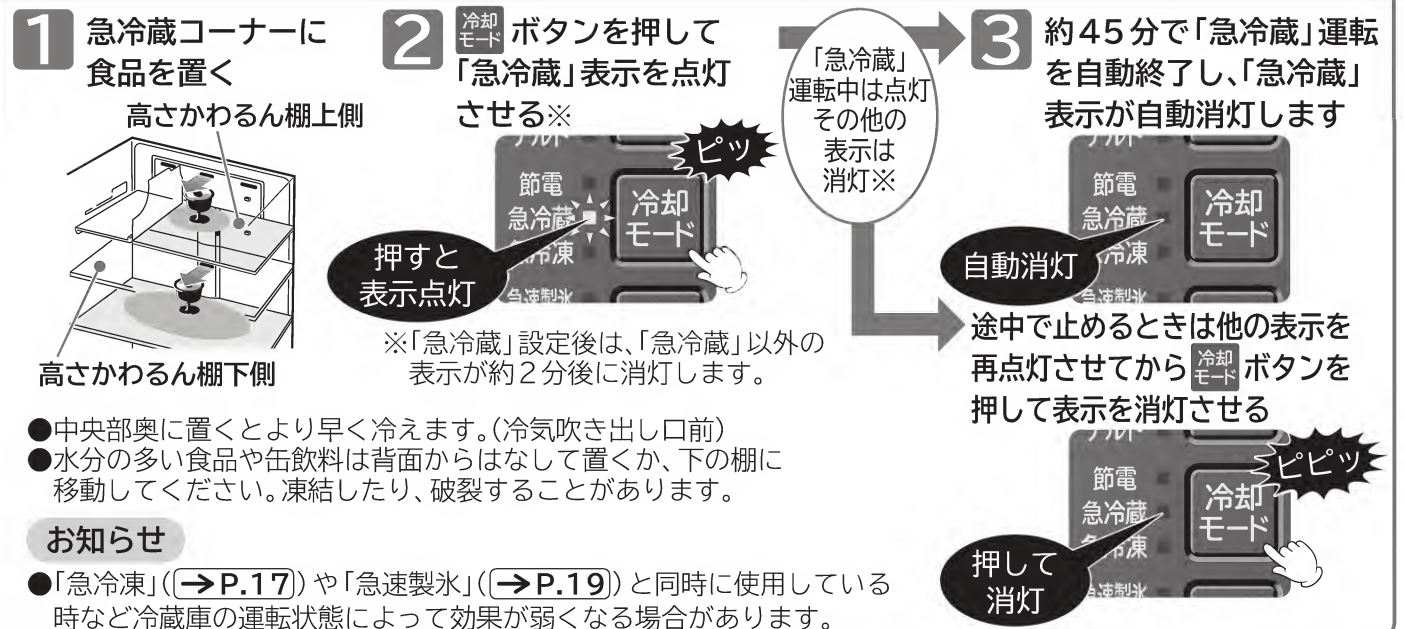 1 急冷蔵コーナーに
食品を置く
高さかわるん棚上側
高さかわるん棚下側
●中央部奥に置くとより早く冷えます。(冷気吹き出し口前)
●水分の多い食品や缶飲料は背面からはなして置くか、下の棚に
移動してください。凍結したり、破裂することがあります。
2 冷却モード ボタンを押して
「急冷蔵」表示を点灯
させる※
ピッ
節電
急冷蔵
冷却
モード
押すと
表示点灯
※「急冷蔵」設定後は、「急冷蔵」以外の
表示が約2分後に消灯します。
「急冷蔵」
運転中は点灯
その他の
表示は
消灯※
3 約45分で「急冷蔵」運転
を自動終了し、「急冷蔵」
表示が自動消灯します
節電
急冷蔵
冷却
モード
自動消灯
途中で止めるときは他の表示を
再点灯させてから 冷却モード ボタンを
押して表示を消灯させる
ピピッ
節電
急冷蔵
冷却
モード
押して
消灯
お知らせ
●「急冷凍」(→P.17)や「急速製氷」(→P.19)と同時に使用している
時など冷蔵庫の運転状態によって効果が弱くなる場合があります。